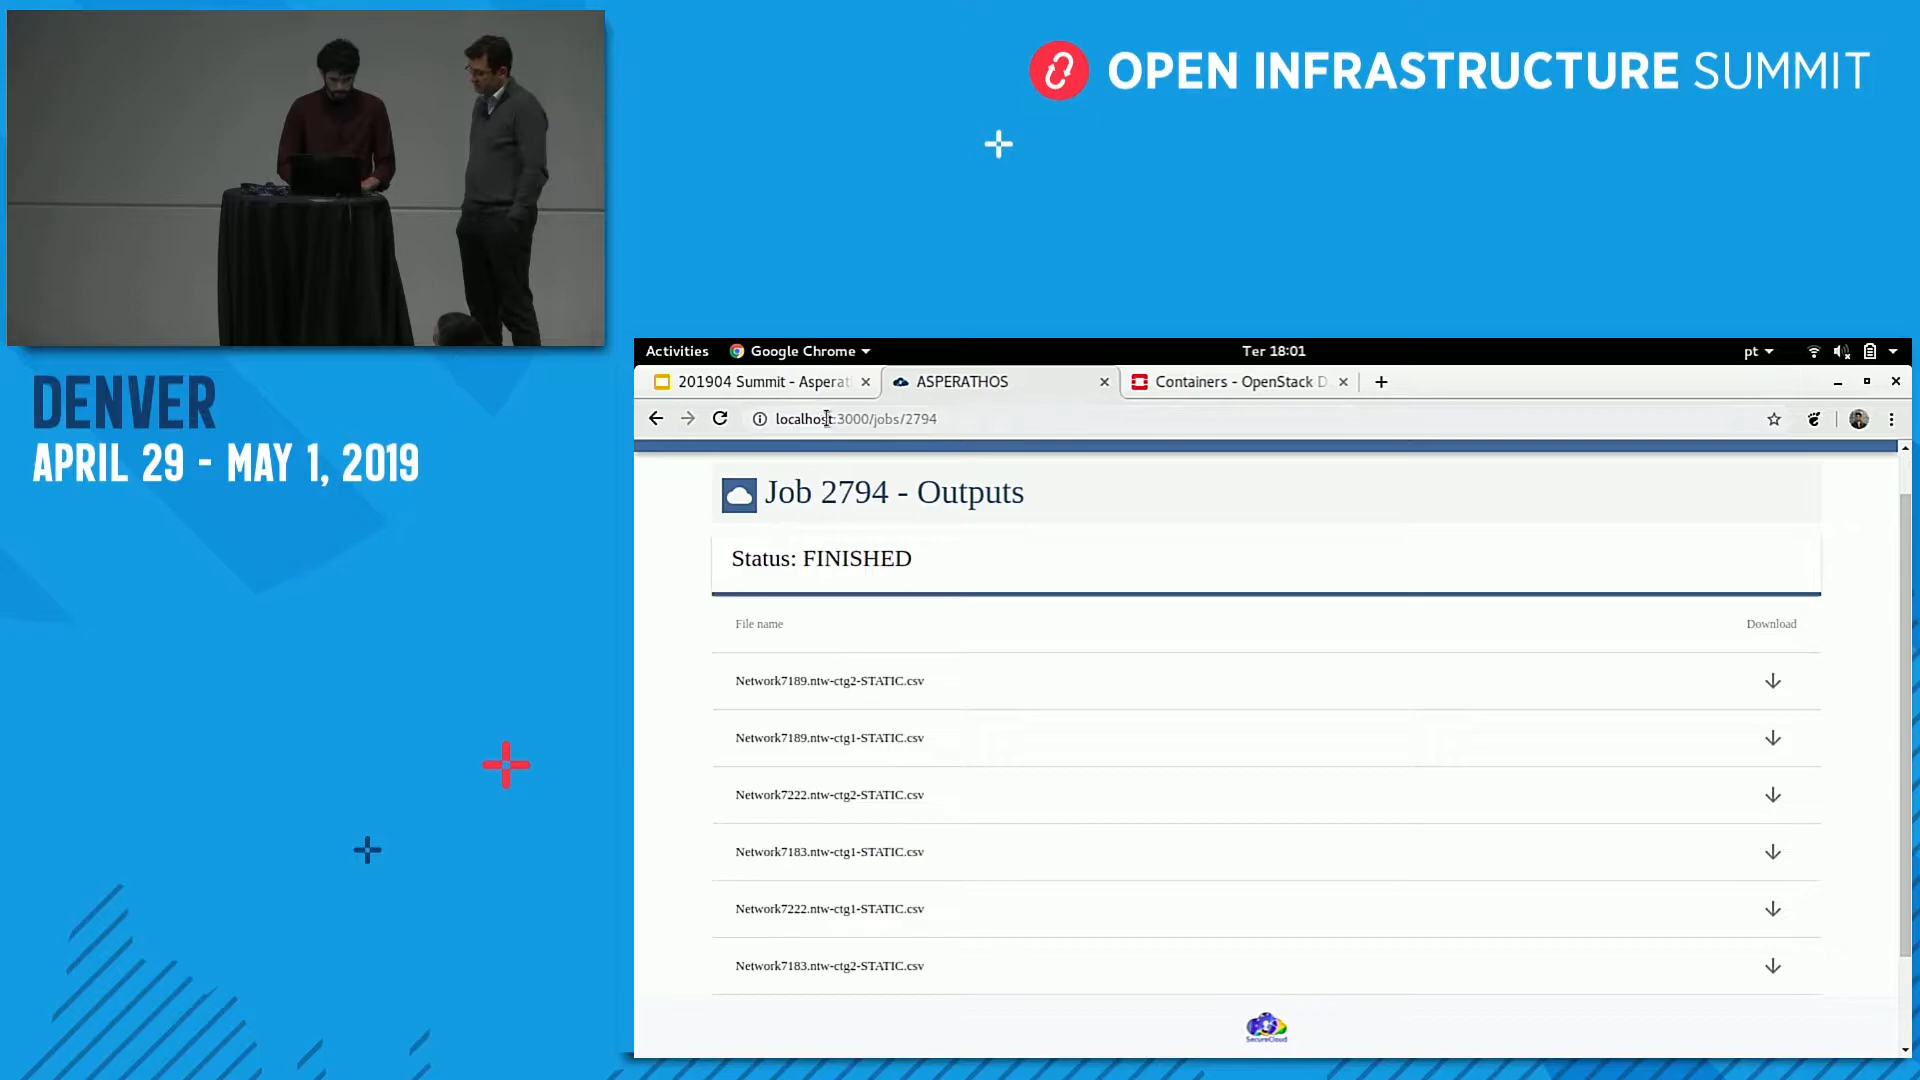 OPEN INFRASTRUCTURE SUMMIT
DENVER
APRIL 29 - MAY 1, 2019
Activities Google Chrome Ter 18:01 pt
201904 Summit - Asperat ASPERATHOS Containers - OpenStack D
localhost:3000/jobs/2794
Job 2794 - Outputs
Status: FINISHED
File name Download
Network7189.ntw-ctg2-STATIC.csv
Network7189.ntw-ctg1-STATIC.csv
Network7222.ntw-ctg2-STATIC.csv
Network7183.ntw-ctg1-STATIC.csv
Network7222.ntw-ctg1-STATIC.csv
Network7183.ntw-ctg2-STATIC.csv
SecureCloud